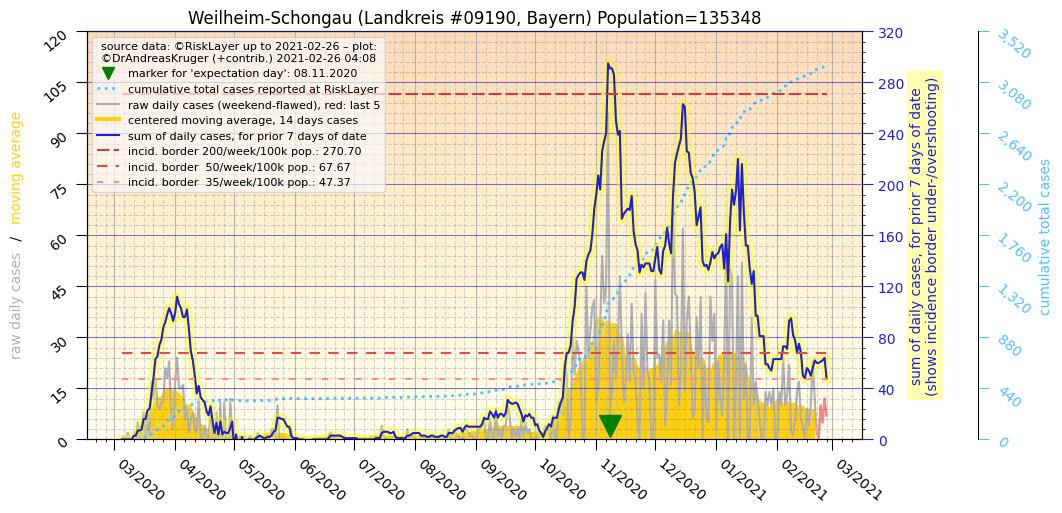 Weilheim-Schongau (Landkreis #09190, Bayern) Population=135348
source data: ©RiskLayer up to 2021-02-26 – plot:
©DrAndreasKruger (+contrib.) 2021-02-26 04:08
marker for 'expectation day': 08.11.2020
cumulative total cases reported at RiskLayer
raw daily cases (weekend-flawed), red: last 5
centered moving average, 14 days cases
sum of daily cases, for prior 7 days of date
incid. border 200/week/100k pop.: 270.70
incid. border  50/week/100k pop.: 67.67
incid. border  35/week/100k pop.: 47.37
raw daily cases / moving average
120
105
90
75
60
45
30
15
0
320
280
240
200
160
120
80
40
0
sum of daily cases, for prior 7 days of date
(shows incidence border under-/overshooting)
3,520
3,080
2,640
2,200
1,760
1,320
880
440
0
cumulative total cases
03/2020
04/2020
05/2020
06/2020
07/2020
08/2020
09/2020
10/2020
11/2020
12/2020
01/2021
02/2021
03/2021